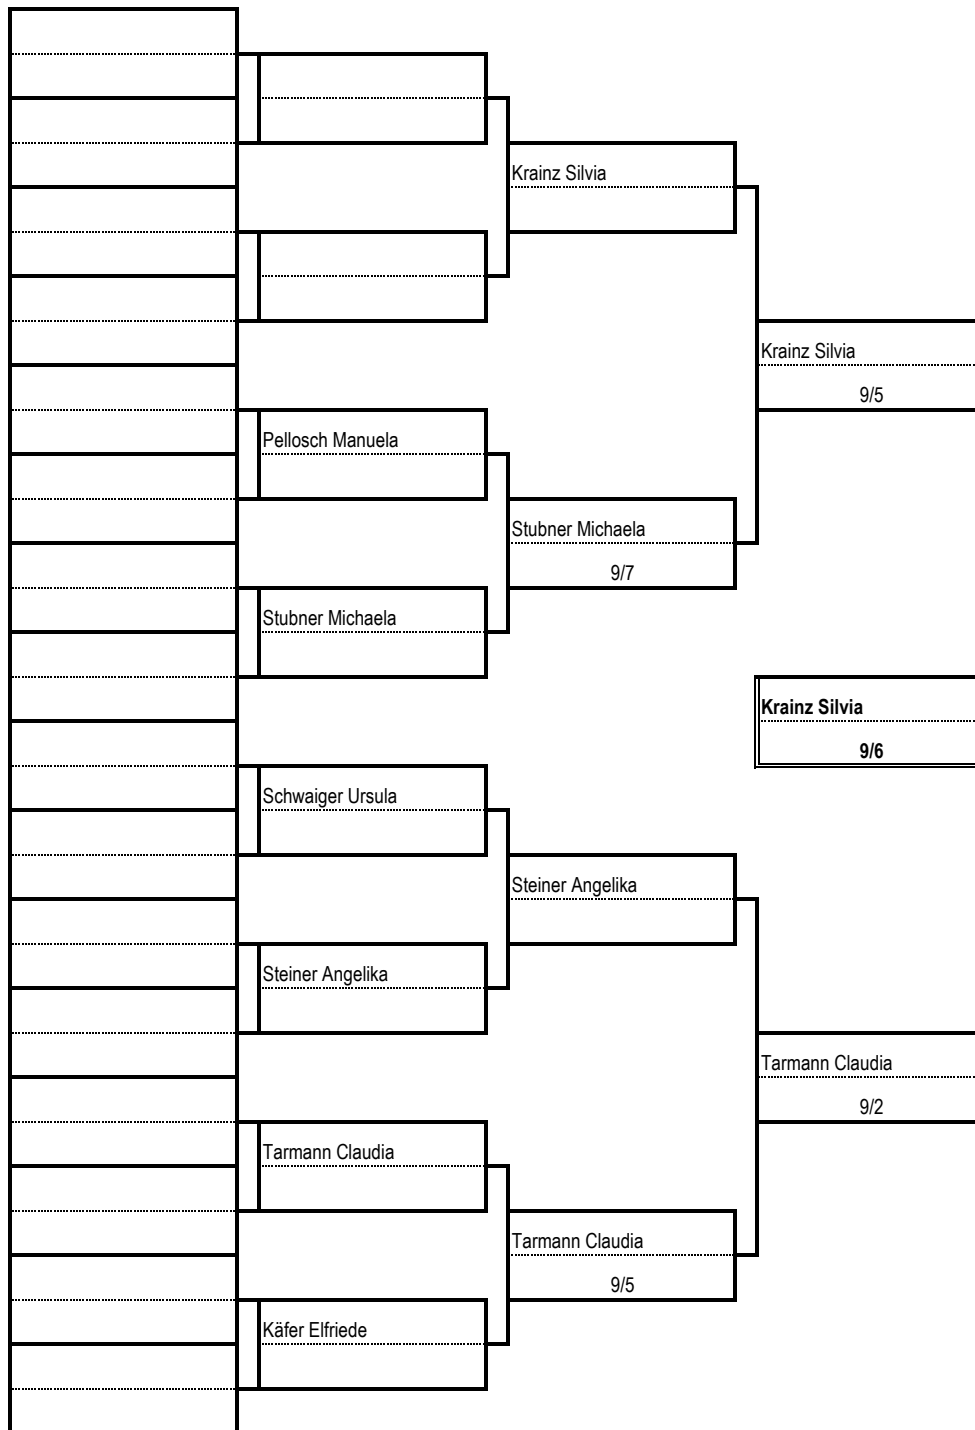 Krainz Silvia
Krainz Silvia
9/5
Pellosch Manuela
Stubner Michaela
9/7
Stubner Michaela
Krainz Silvia
9/6
Schwaiger Ursula
Steiner Angelika
Steiner Angelika
Tarmann Claudia
9/2
Tarmann Claudia
Tarmann Claudia
9/5
Käfer Elfriede